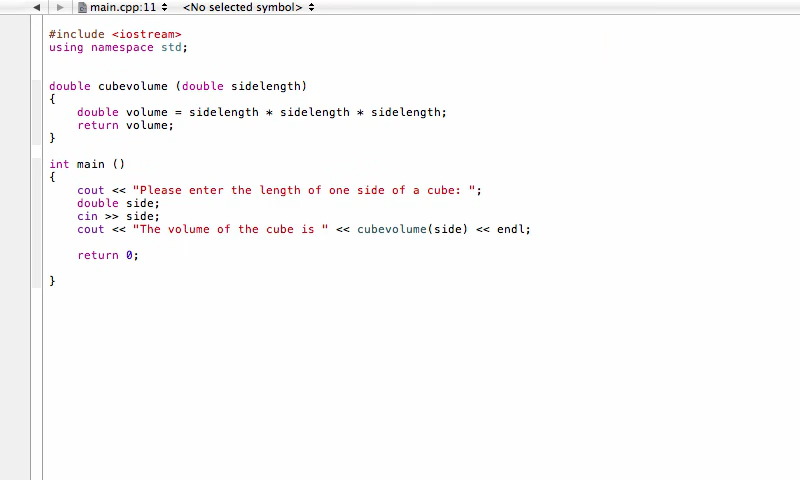 main.cpp:11 <No selected symbol>
#include <iostream>
using namespace std;
double cubevolume (double sidelength)
{
    double volume = sidelength * sidelength * sidelength;
    return volume;
}
int main ()
{
    cout << "Please enter the length of one side of a cube: ";
    double side;
    cin >> side;
    cout << "The volume of the cube is " << cubevolume(side) << endl;
    return 0;
}